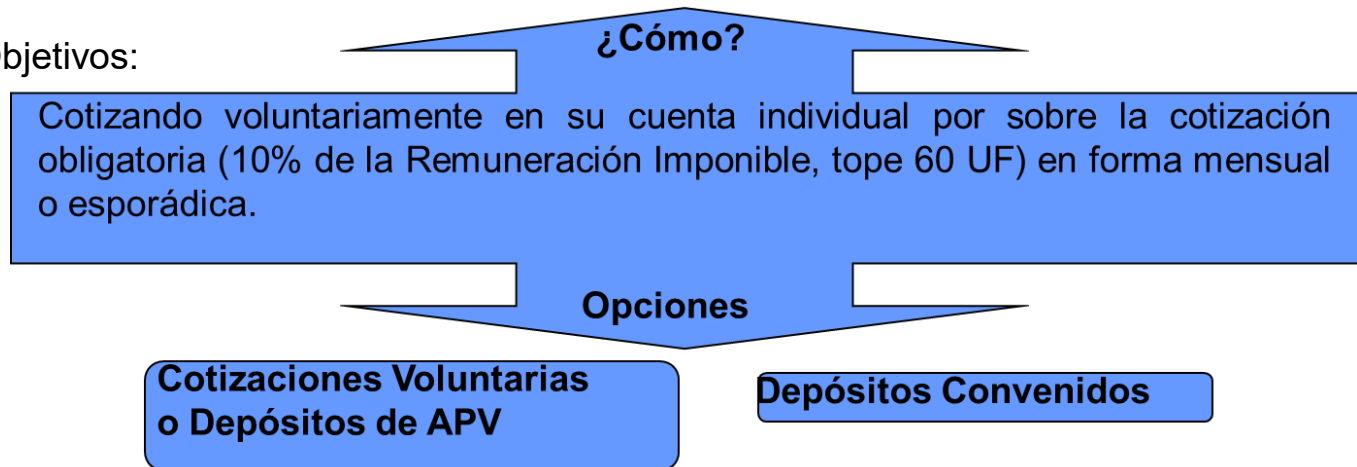 ¿Cómo?
bjetivos:
Cotizando voluntariamente en su cuenta individual por sobre la cotización
obligatoria (10% de la Remuneración Imponible, tope 60 UF) en forma mensual
o esporádica.
Opciones
Cotizaciones Voluntarias
o Depósitos de APV
Depósitos Convenidos